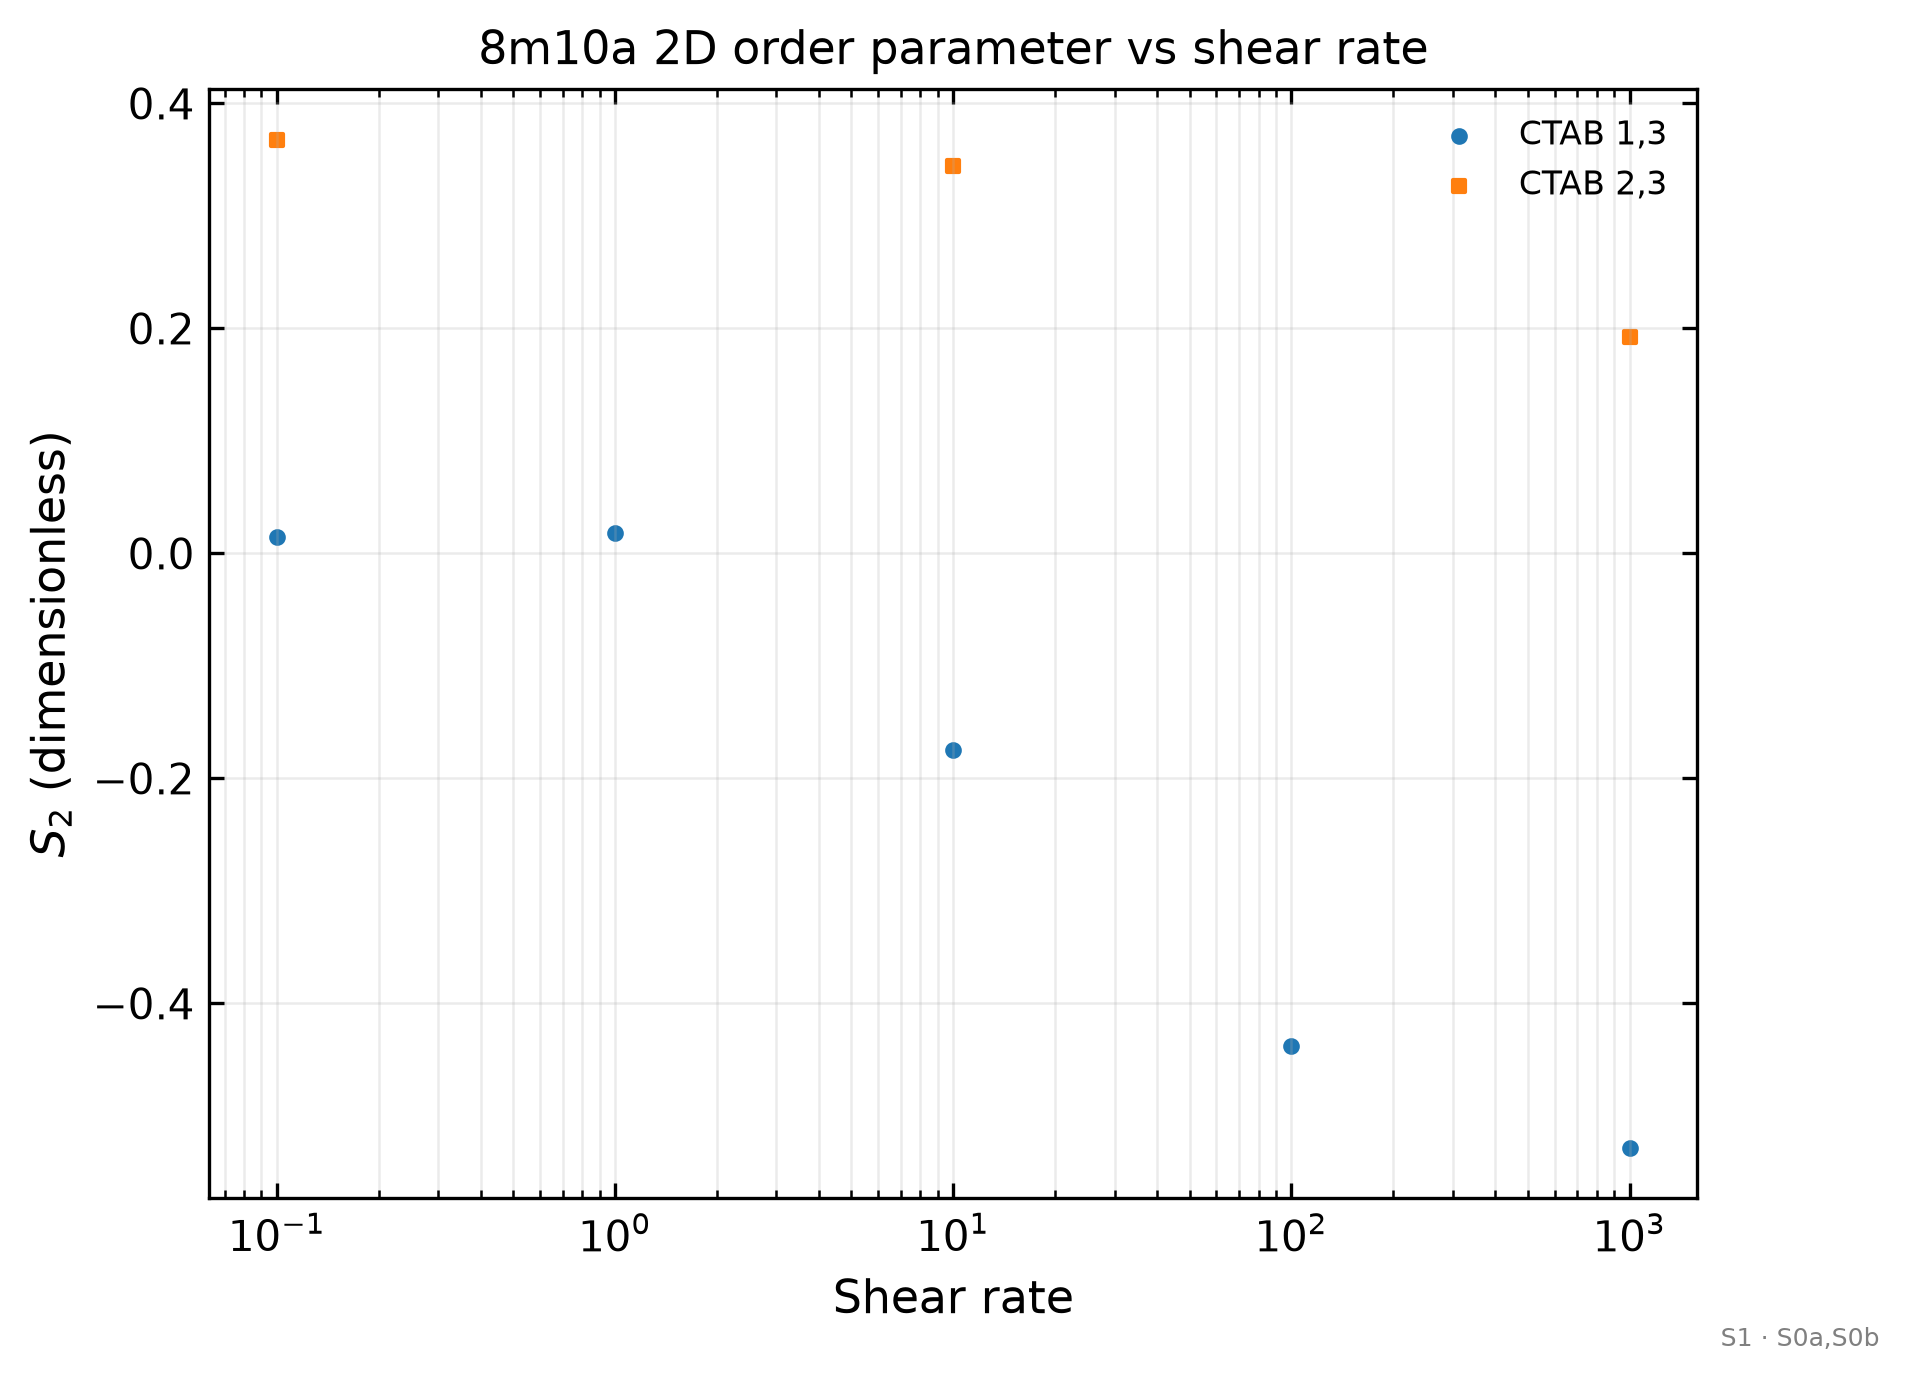 8m10a 2D order parameter vs shear rate
CTAB 1,3
CTAB 2,3
0.4
0.2
0.0
−0.2
−0.4
S₂ (dimensionless)
10⁻¹ 10⁰ 10¹ 10² 10³
Shear rate
S1 · S0a,S0b